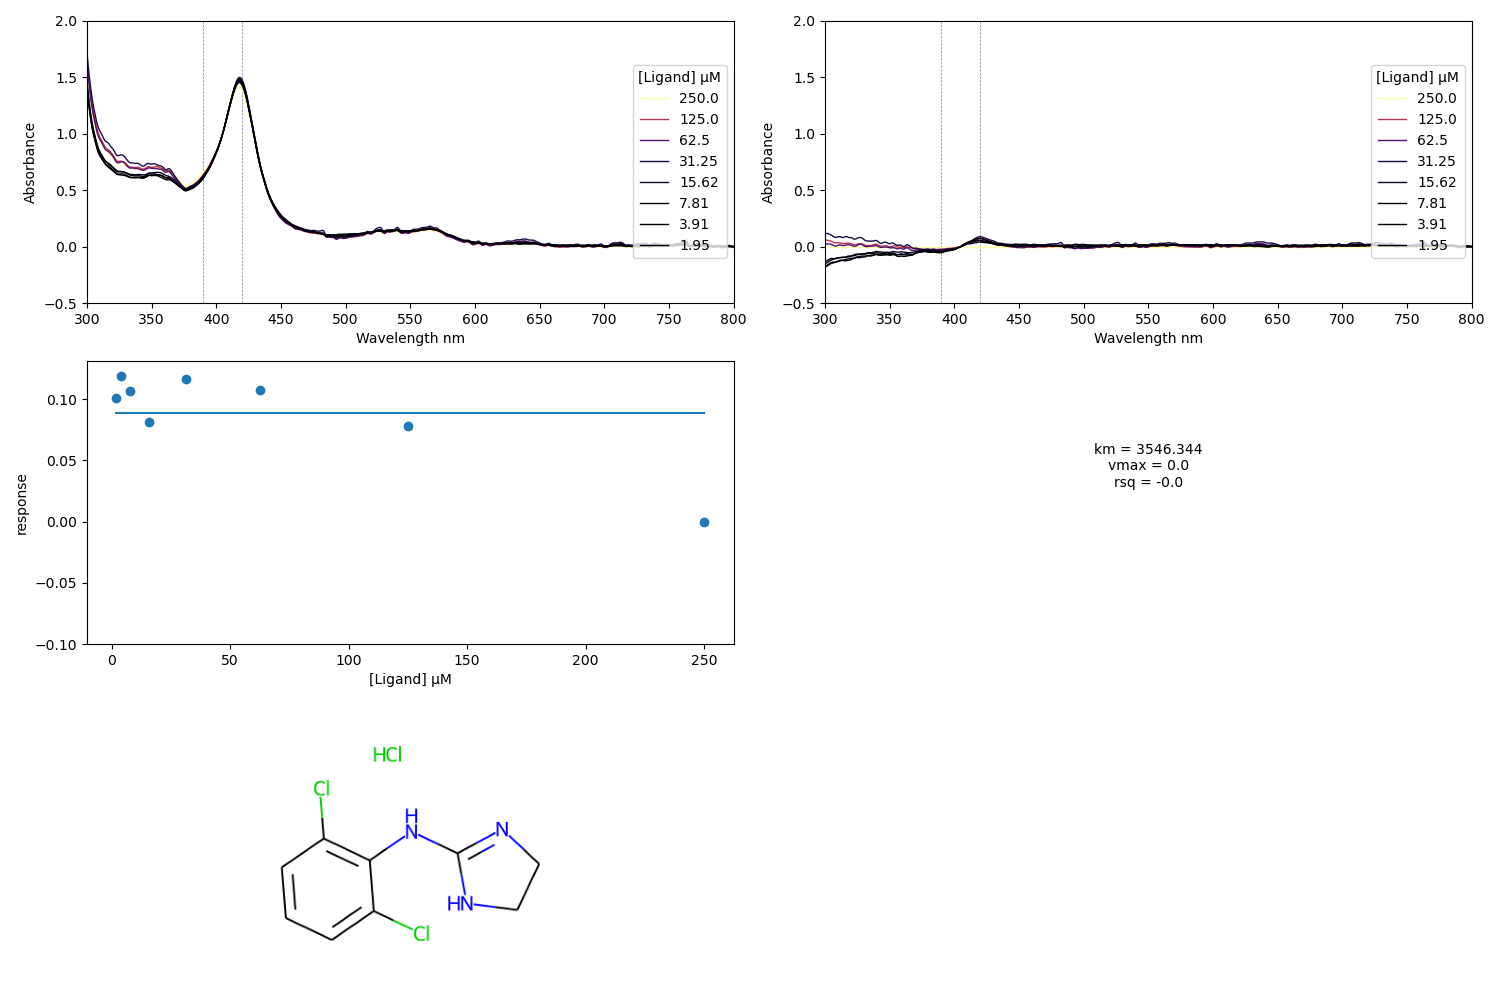 2.0
1.5
1.0
0.5
0.0
−0.5
Absorbance
300 350 400 450 500 550 600 650 700 750 800
Wavelength nm
[Ligand] µM
250.0
125.0
62.5
31.25
15.62
7.81
3.91
1.95
2.0
1.5
1.0
0.5
0.0
−0.5
Absorbance
300 350 400 450 500 550 600 650 700 750 800
Wavelength nm
[Ligand] µM
250.0
125.0
62.5
31.25
15.62
7.81
3.91
1.95
0.10
0.05
0.00
−0.05
−0.10
response
0 50 100 150 200 250
[Ligand] µM
km = 3546.344
vmax = 0.0
rsq = -0.0
HCl
Cl
H
N
N
HN
Cl